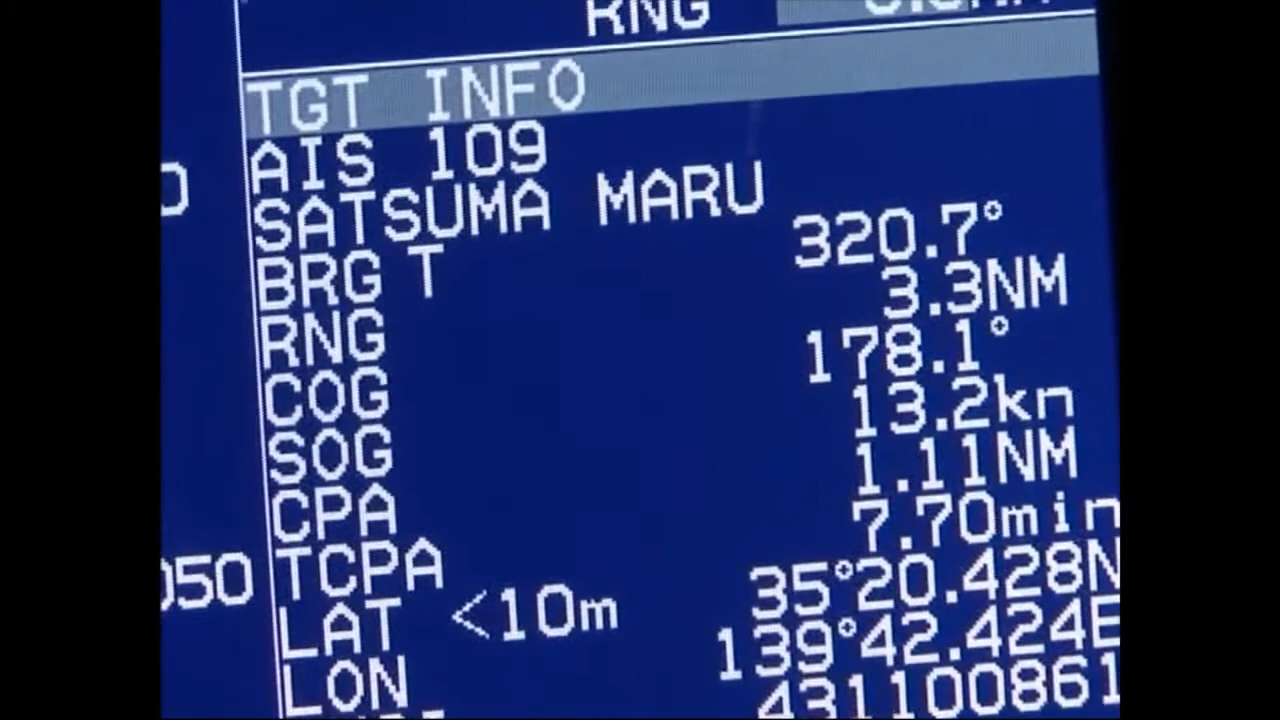 RNG
TGT INFO
AIS 109
SATSUMA MARU
BRG T 320.7°
RNG 3.3NM
COG 178.1°
SOG 13.2kn
CPA 1.11NM
TCPA 7.70min
LAT <10m 35°20.428N
LON 139°42.424E
431100861
050